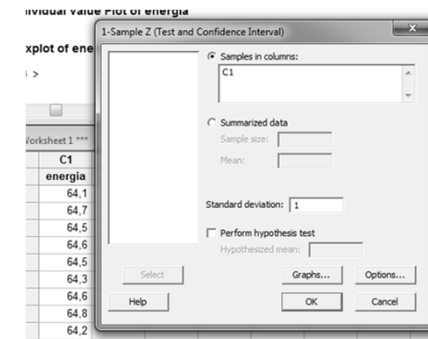 Individual Value Plot of energia
1-Sample Z (Test and Confidence Interval)
x
xplot of ene
>
Samples in columns:
C1
Summarized data
Sample size:
Mean:
Standard deviation: 1
Perform hypothesis test
Hypothesized mean:
Select
Graphs...
Options...
Help
OK
Cancel
Worksheet 1 ***
C1
energia
64,1
64,7
64,5
64,6
64,5
64,3
64,6
64,8
64,2